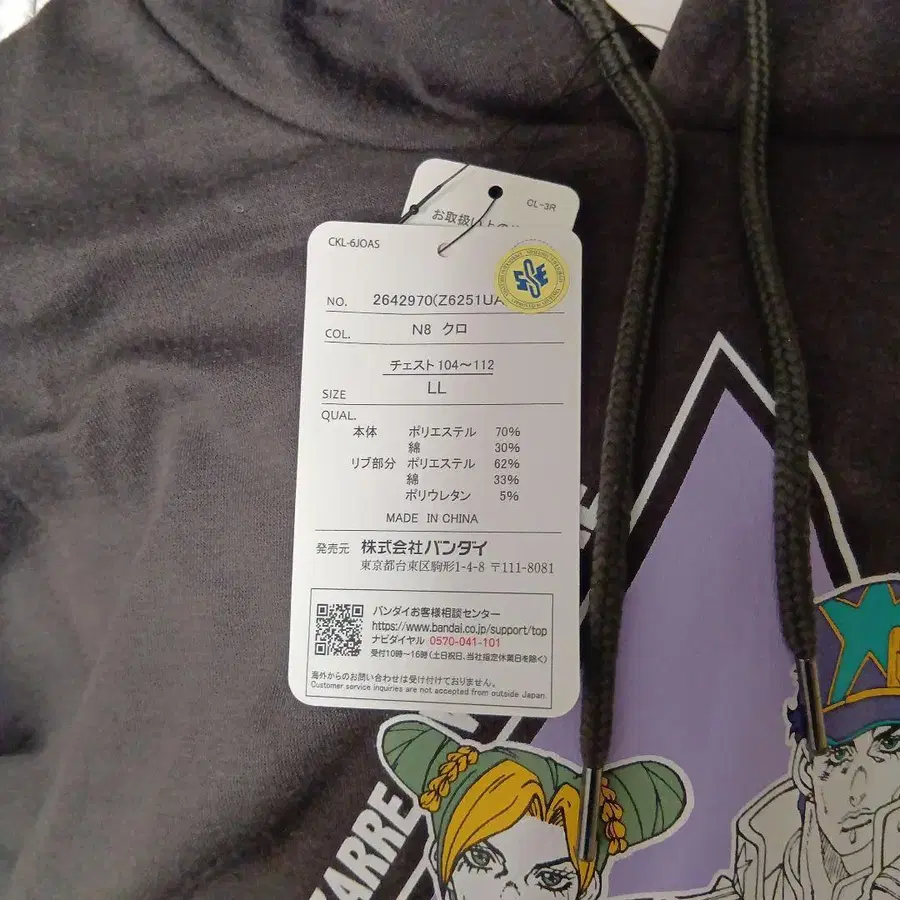 CL-3R
お取扱い上の
CKL-6JOAS
NO. 2642970(Z6251UA
COL. N8 クロ
チェスト 104～112
SIZE LL
QUAL.
本体 ポリエステル 70%
綿 30%
リブ部分 ポリエステル 62%
綿 33%
ポリウレタン 5%
MADE IN CHINA
発売元 株式会社バンダイ
東京都台東区駒形1-4-8 〒111-8081
バンダイお客様相談センター
https://www.bandai.co.jp/support/top
ナビダイヤル 0570-041-101
受付10時～16時(土日祝日、当社指定休業日を除く)
海外からのお問い合わせは受け付けておりません。
Customer service inquiries are not accepted from outside Japan.
ARRE